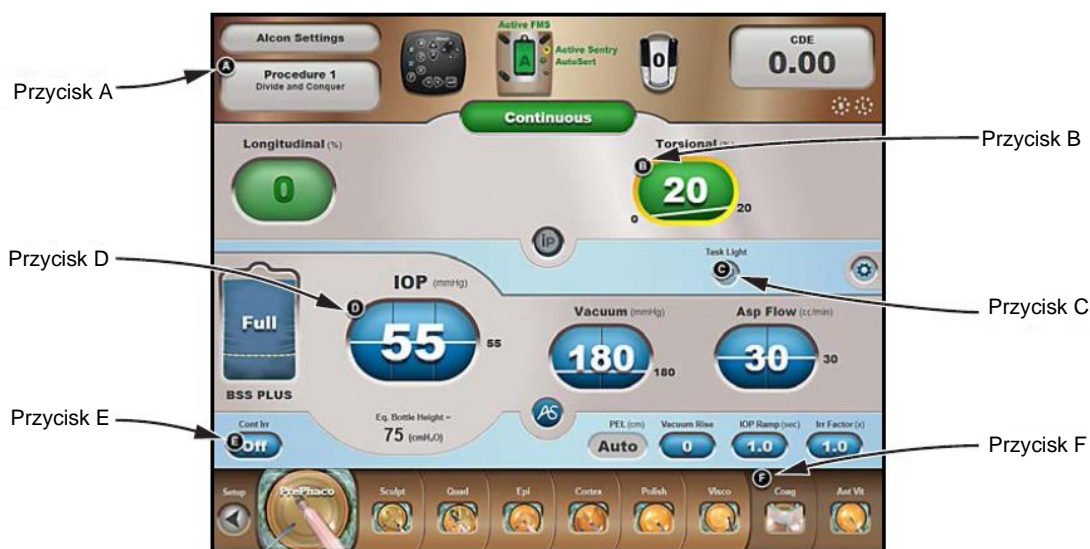 Active FMS
Alcon Settings
CDE
0.00
A
Active Sentry
AutoSert
A
0
Procedure 1
Divide and Conquer
Przycisk A
Continuous
Longitudinal (%)
Torsional (%)
Przycisk B
B
0
20
0
20
iP
Task Light
C
Przycisk D
IOP (mmHg)
D
Przycisk C
Full
55
55
Vacuum (mmHg)
Asp Flow (cc/min)
180
180
30
30
BSS PLUS
AS
Przycisk E
Cont Irr
E
Off
Eq. Bottle Height =
75 (cmH₂O)
PEL (cm)
Vacuum Rise
IOP Ramp (sec)
Irr Factor (x)
Auto
0
1.0
1.0
Przycisk F
F
Setup
PrePhaco
Sculpt
Quad
Epi
Cortex
Polish
Visco
Coag
Ant Vit